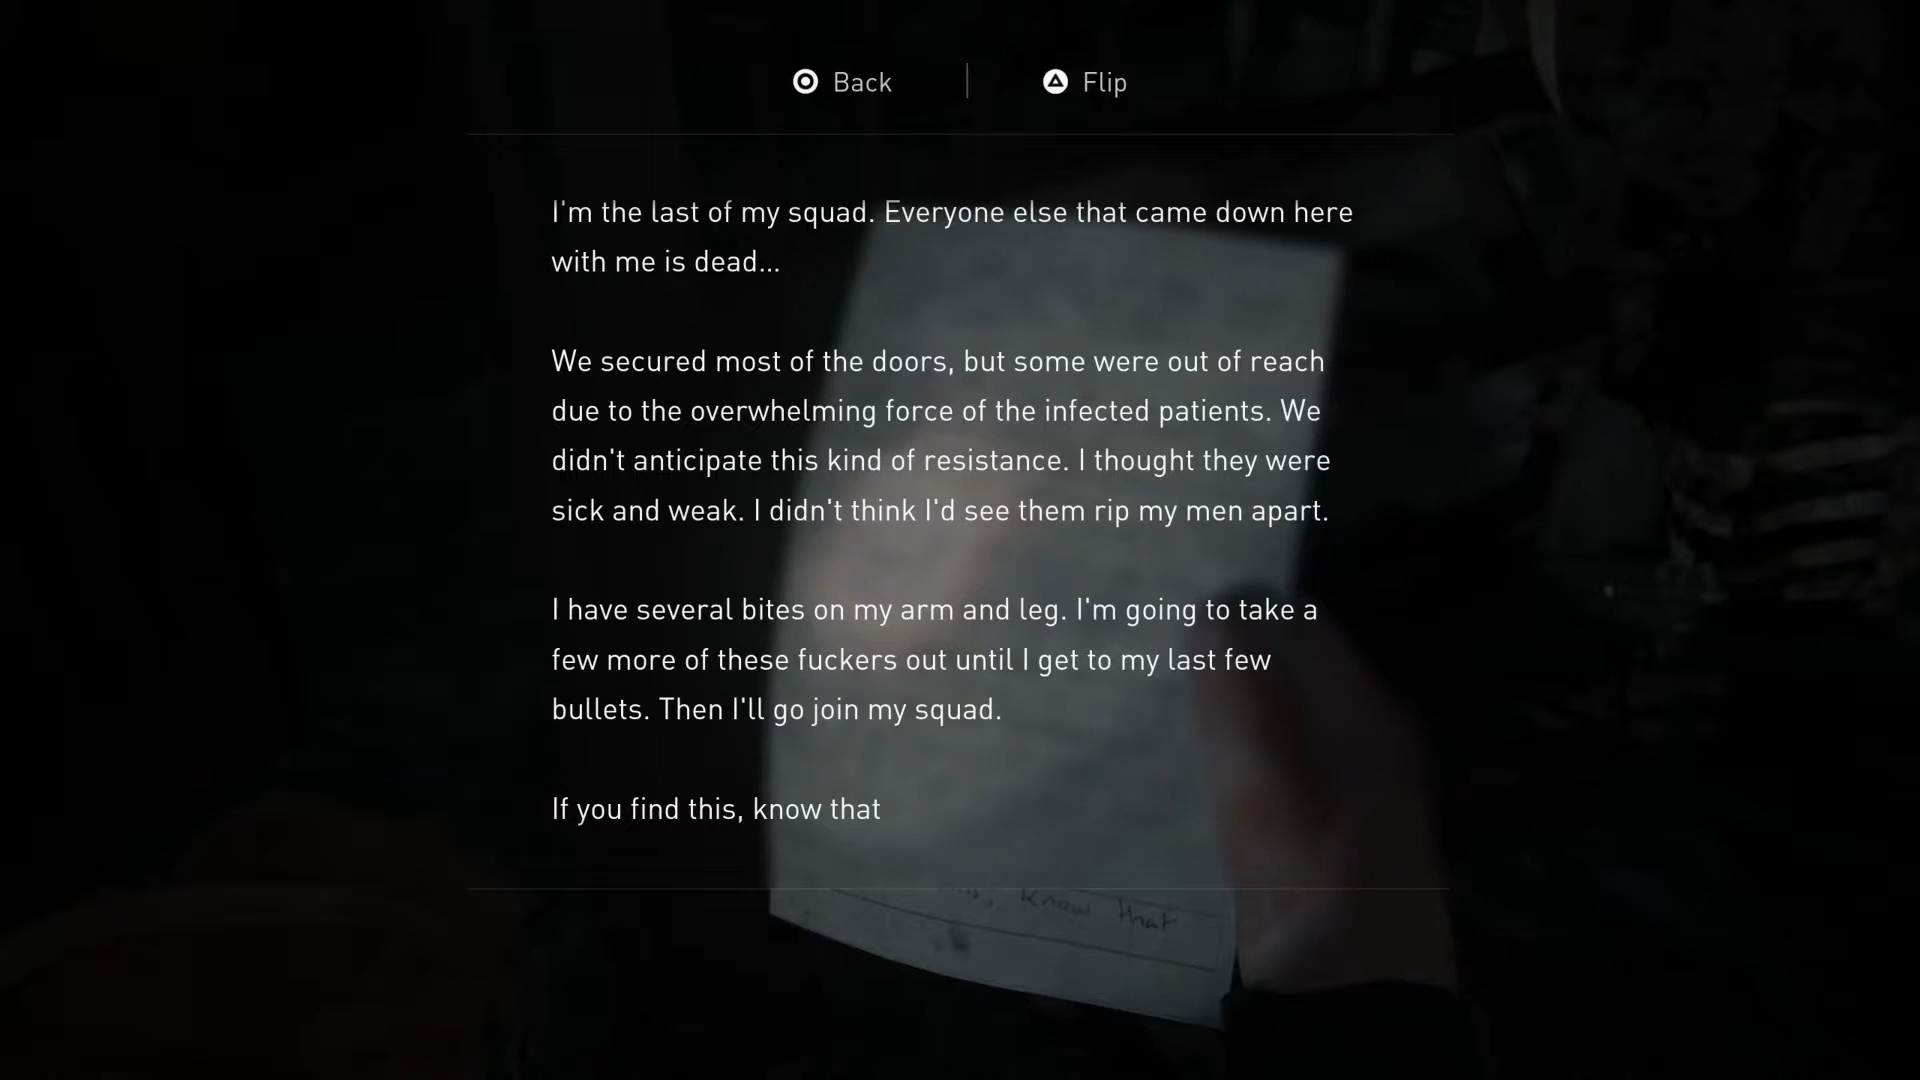 Back
Flip
I'm the last of my squad. Everyone else that came down here
with me is dead...
We secured most of the doors, but some were out of reach
due to the overwhelming force of the infected patients. We
didn't anticipate this kind of resistance. I thought they were
sick and weak. I didn't think I'd see them rip my men apart.
I have several bites on my arm and leg. I'm going to take a
few more of these fuckers out until I get to my last few
bullets. Then I'll go join my squad.
If you find this, know that
know that